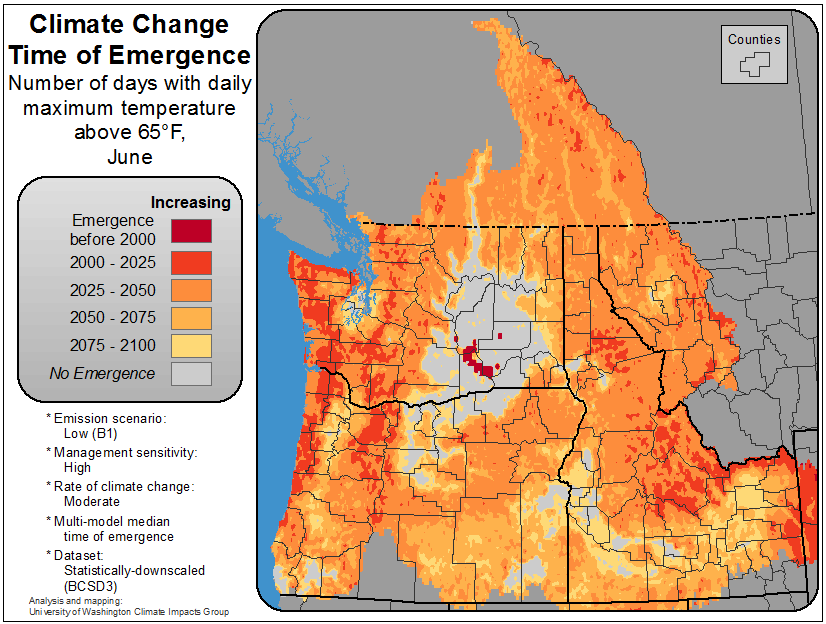 Climate Change
Time of Emergence
Number of days with daily
maximum temperature
above 65°F,
June
Counties
Increasing
Emergence
before 2000
2000 - 2025
2025 - 2050
2050 - 2075
2075 - 2100
No Emergence
* Emission scenario:
Low (B1)
* Management sensitivity:
High
* Rate of climate change:
Moderate
* Multi-model median
time of emergence
* Dataset:
Statistically-downscaled
(BCSD3)
Analysis and mapping:
University of Washington Climate Impacts Group